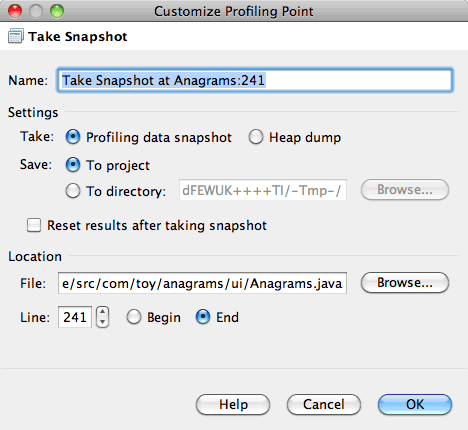 Customize Profiling Point
Take Snapshot
Name: Take Snapshot at Anagrams:241
Settings
Take: Profiling data snapshot Heap dump
Save: To project
To directory: dFEWUK++++TI/-Tmp-/ Browse...
Reset results after taking snapshot
Location
File: e/src/com/toy/anagrams/ui/Anagrams.java Browse...
Line: 241 Begin End
Help Cancel OK